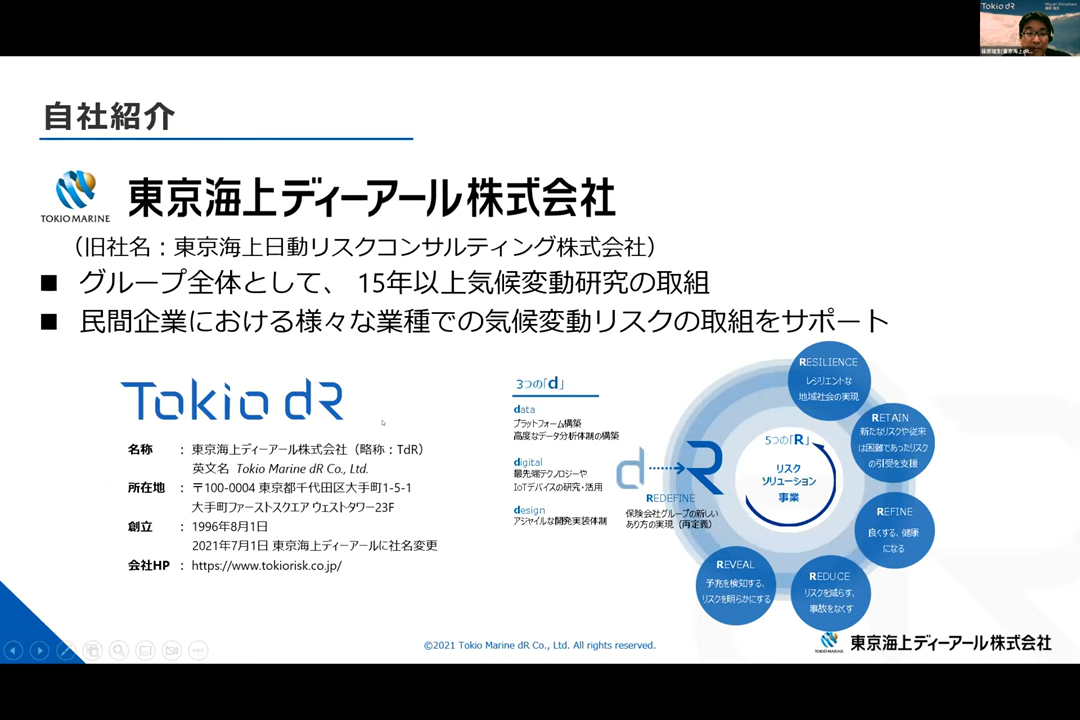 Tokio dR
自社紹介
TOKIO MARINE
東京海上ディーアール株式会社
（旧社名：東京海上日動リスクコンサルティング株式会社）
■ グループ全体として、 15年以上気候変動研究の取組
■ 民間企業における様々な業種での気候変動リスクの取組をサポート
Tokio dR
名称 ： 東京海上ディーアール株式会社（略称：TdR）
英文名 Tokio Marine dR Co., Ltd.
所在地 ： 〒100-0004 東京都千代田区大手町1-5-1
大手町ファーストスクエア ウェストタワー23F
創立 ： 1996年8月1日
2021年7月1日 東京海上ディーアールに社名変更
会社HP ： https://www.tokiorisk.co.jp/
3つの「d」
data
プラットフォーム構築
高度なデータ分析体制の構築
digital
最先端テクノロジーや
IoTデバイスの研究・活用
design
アジャイルな開発実装体制
d R
REDEFINE
保険会社グループの新しい
あり方の実現（再定義）
5つの「R」
リスク
ソリューション
事業
RESILIENCE
レジリエントな
地域社会の実現
RETAIN
新たなリスクや従来
は困難であったリスク
の引受を支援
REFINE
良くする、健康
になる
REDUCE
リスクを減らす、
事故をなくす
REVEAL
予兆を検知する、
リスクを明らかにする
©2021 Tokio Marine dR Co., Ltd. All rights reserved.
TOKIO MARINE
東京海上ディーアール株式会社